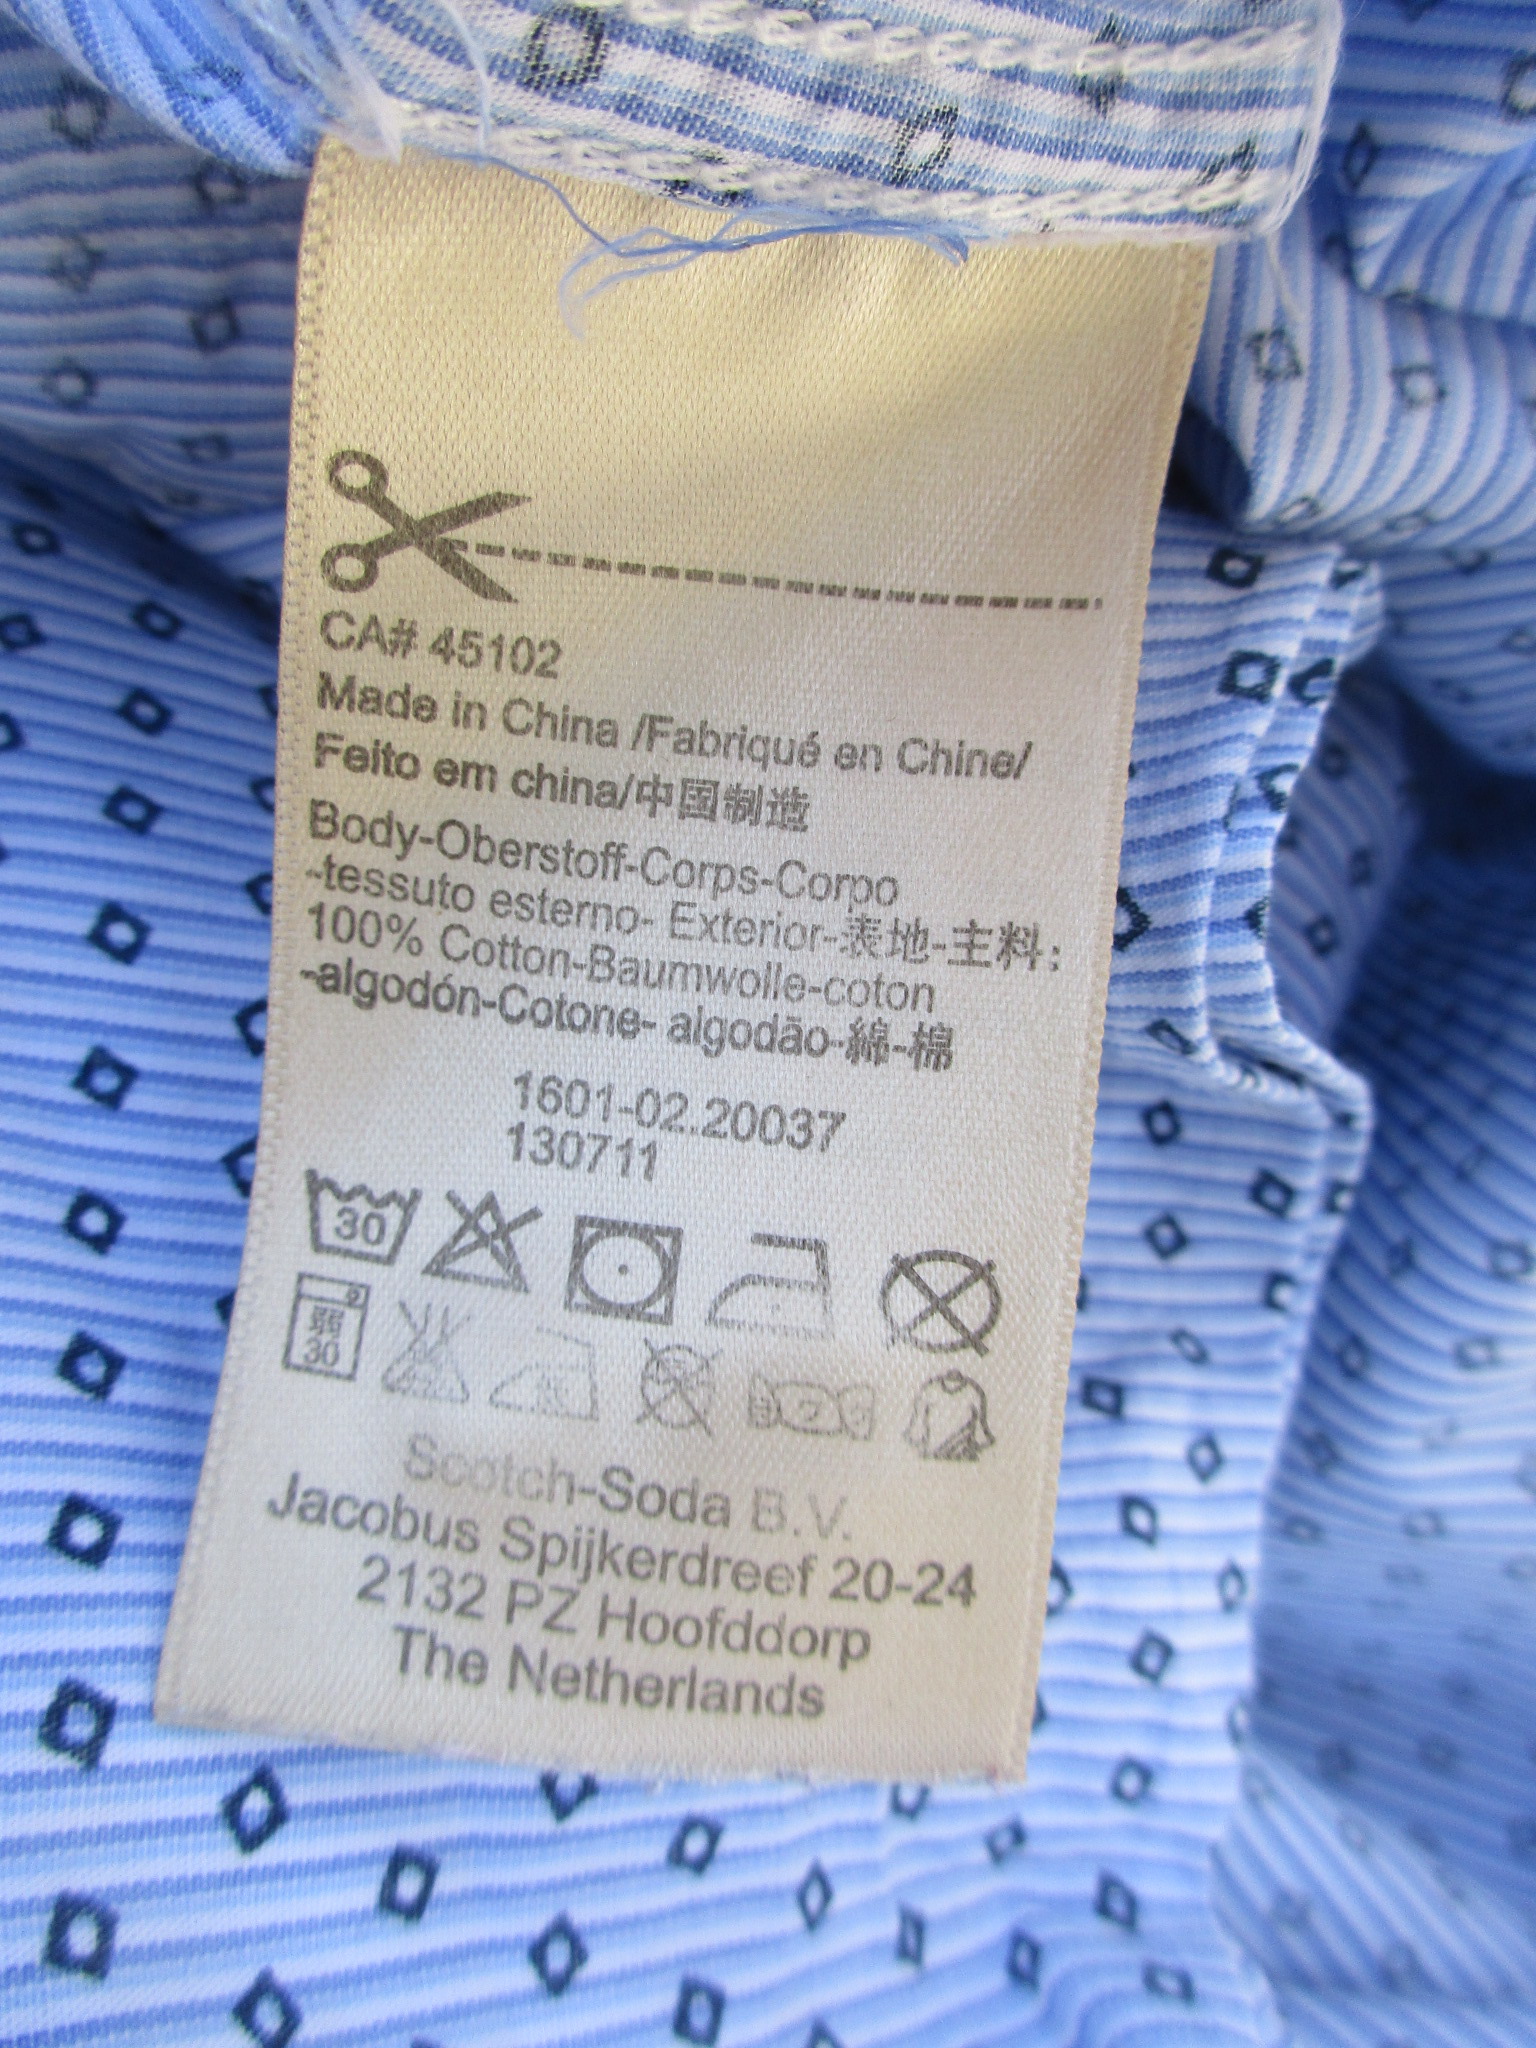 CA# 45102
Made in China /Fabriqué en Chine/
Feito em china/中国制造
Body-Oberstoff-Corps-Corpo
-tessuto esterno- Exterior-表地-主料:
100% Cotton-Baumwolle-coton
-algodón-Cotone- algodão-綿-棉
1601-02.20037
130711
30
弱
30
Scotch-Soda B.V.
Jacobus Spijkerdreef 20-24
2132 PZ Hoofddorp
The Netherlands